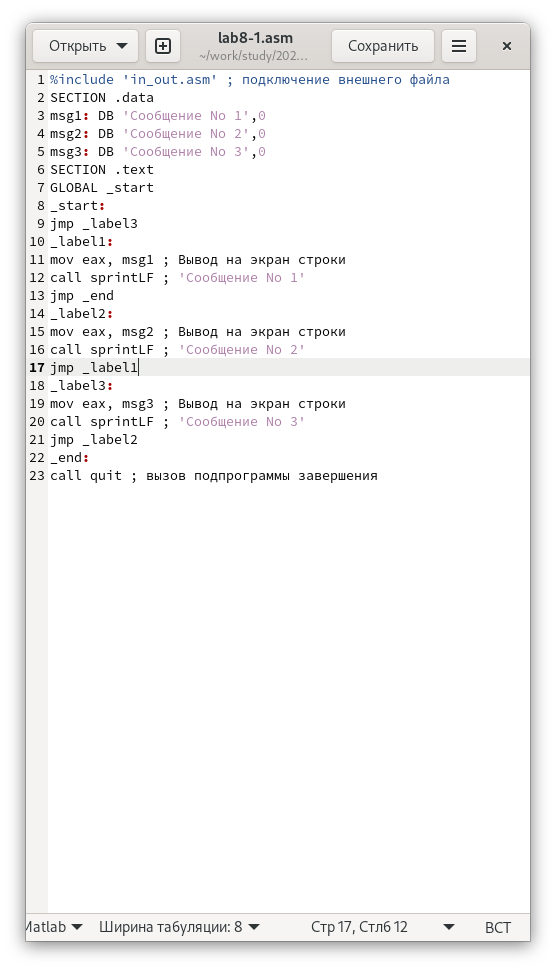 Открыть
lab8-1.asm
~/work/study/202...
Сохранить
1 %include 'in_out.asm' ; подключение внешнего файла
2 SECTION .data
3 msg1: DB 'Сообщение No 1',0
4 msg2: DB 'Сообщение No 2',0
5 msg3: DB 'Сообщение No 3',0
6 SECTION .text
7 GLOBAL _start
8 _start:
9 jmp _label3
10 _label1:
11 mov eax, msg1 ; Вывод на экран строки
12 call sprintLF ; 'Сообщение No 1'
13 jmp _end
14 _label2:
15 mov eax, msg2 ; Вывод на экран строки
16 call sprintLF ; 'Сообщение No 2'
17 jmp _label1
18 _label3:
19 mov eax, msg3 ; Вывод на экран строки
20 call sprintLF ; 'Сообщение No 3'
21 jmp _label2
22 _end:
23 call quit ; вызов подпрограммы завершения
Matlab Ширина табуляции: 8 Стр 17, Стлб 12 ВСТ